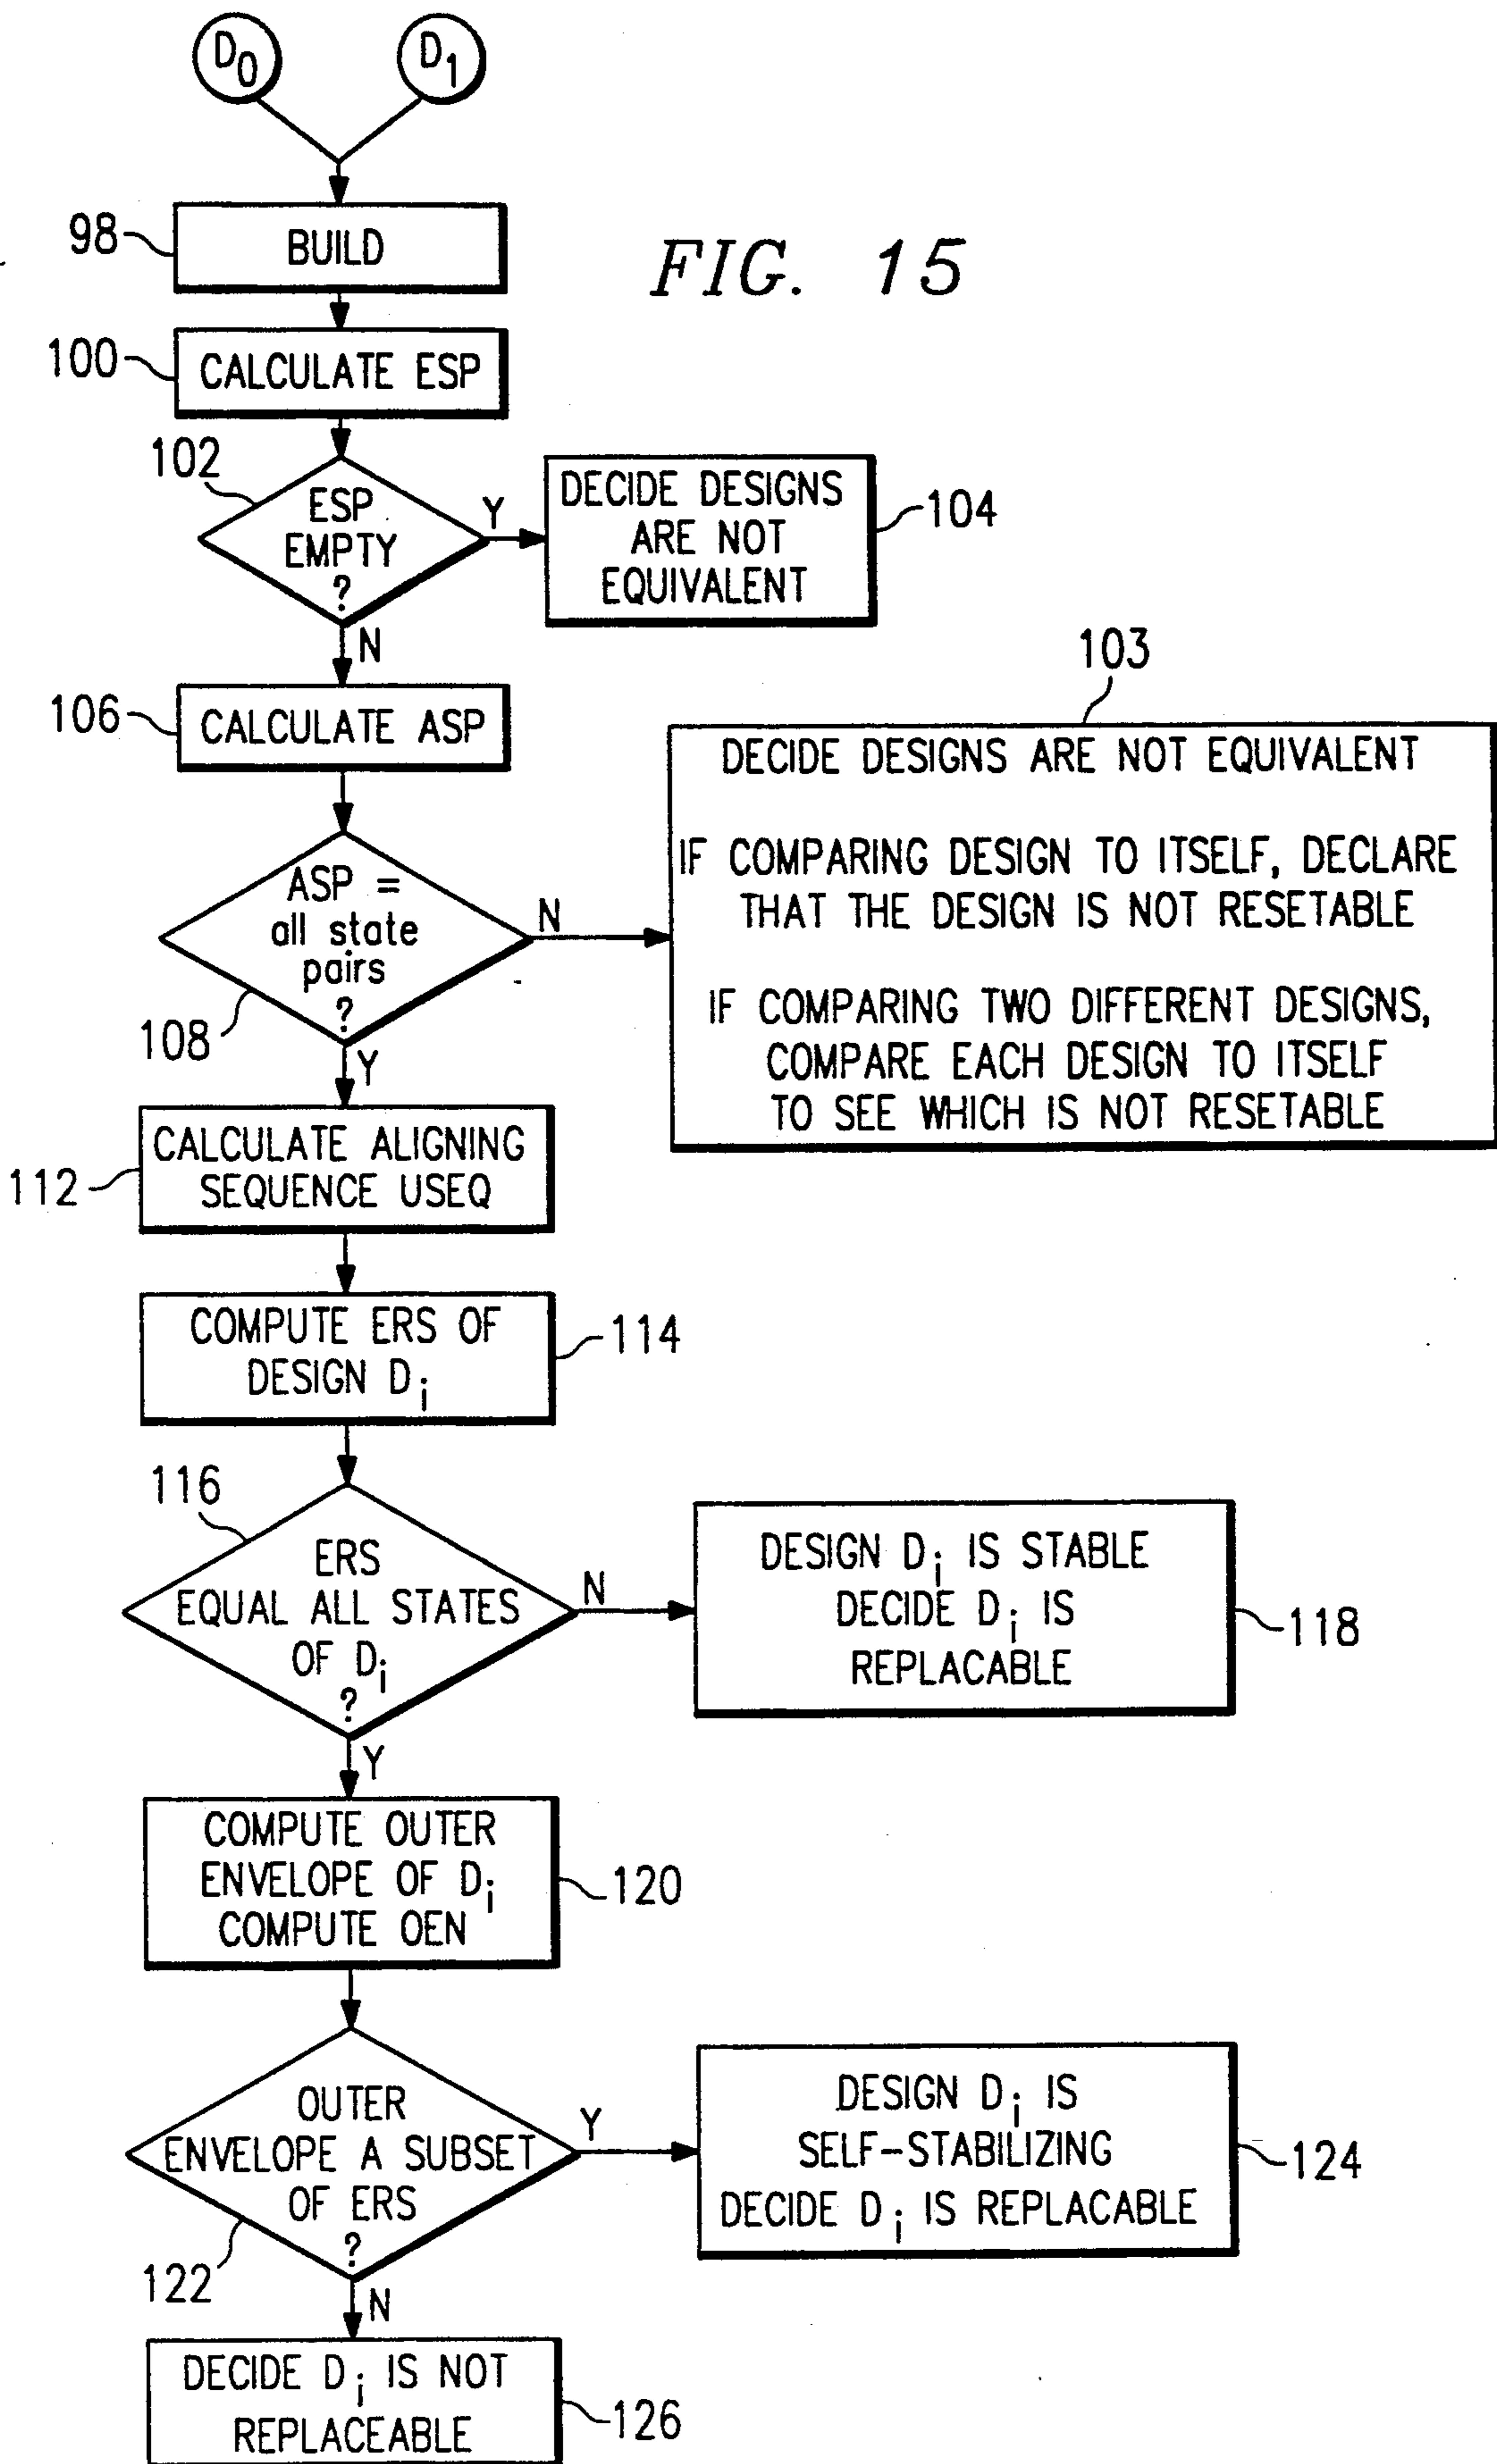 D0
D1
98
BUILD
FIG. 15
100
CALCULATE ESP
102
ESP
EMPTY
?
Y
N
DECIDE DESIGNS
ARE NOT
EQUIVALENT
104
106
CALCULATE ASP
103
DECIDE DESIGNS ARE NOT EQUIVALENT
IF COMPARING DESIGN TO ITSELF, DECLARE
THAT THE DESIGN IS NOT RESETABLE
IF COMPARING TWO DIFFERENT DESIGNS,
COMPARE EACH DESIGN TO ITSELF
TO SEE WHICH IS NOT RESETABLE
ASP =
all state
pairs
?
N
108
Y
CALCULATE ALIGNING
SEQUENCE USEQ
112
COMPUTE ERS OF
DESIGN Di
114
116
ERS
EQUAL ALL STATES
OF Di
?
N
Y
DESIGN Di IS STABLE
DECIDE Di IS
REPLACABLE
118
COMPUTE OUTER
ENVELOPE OF Di
COMPUTE OEN
120
OUTER
ENVELOPE A SUBSET
OF ERS
?
Y
122
N
DESIGN Di IS
SELF-STABILIZING
DECIDE Di IS REPLACABLE
124
DECIDE Di IS NOT
REPLACEABLE
126